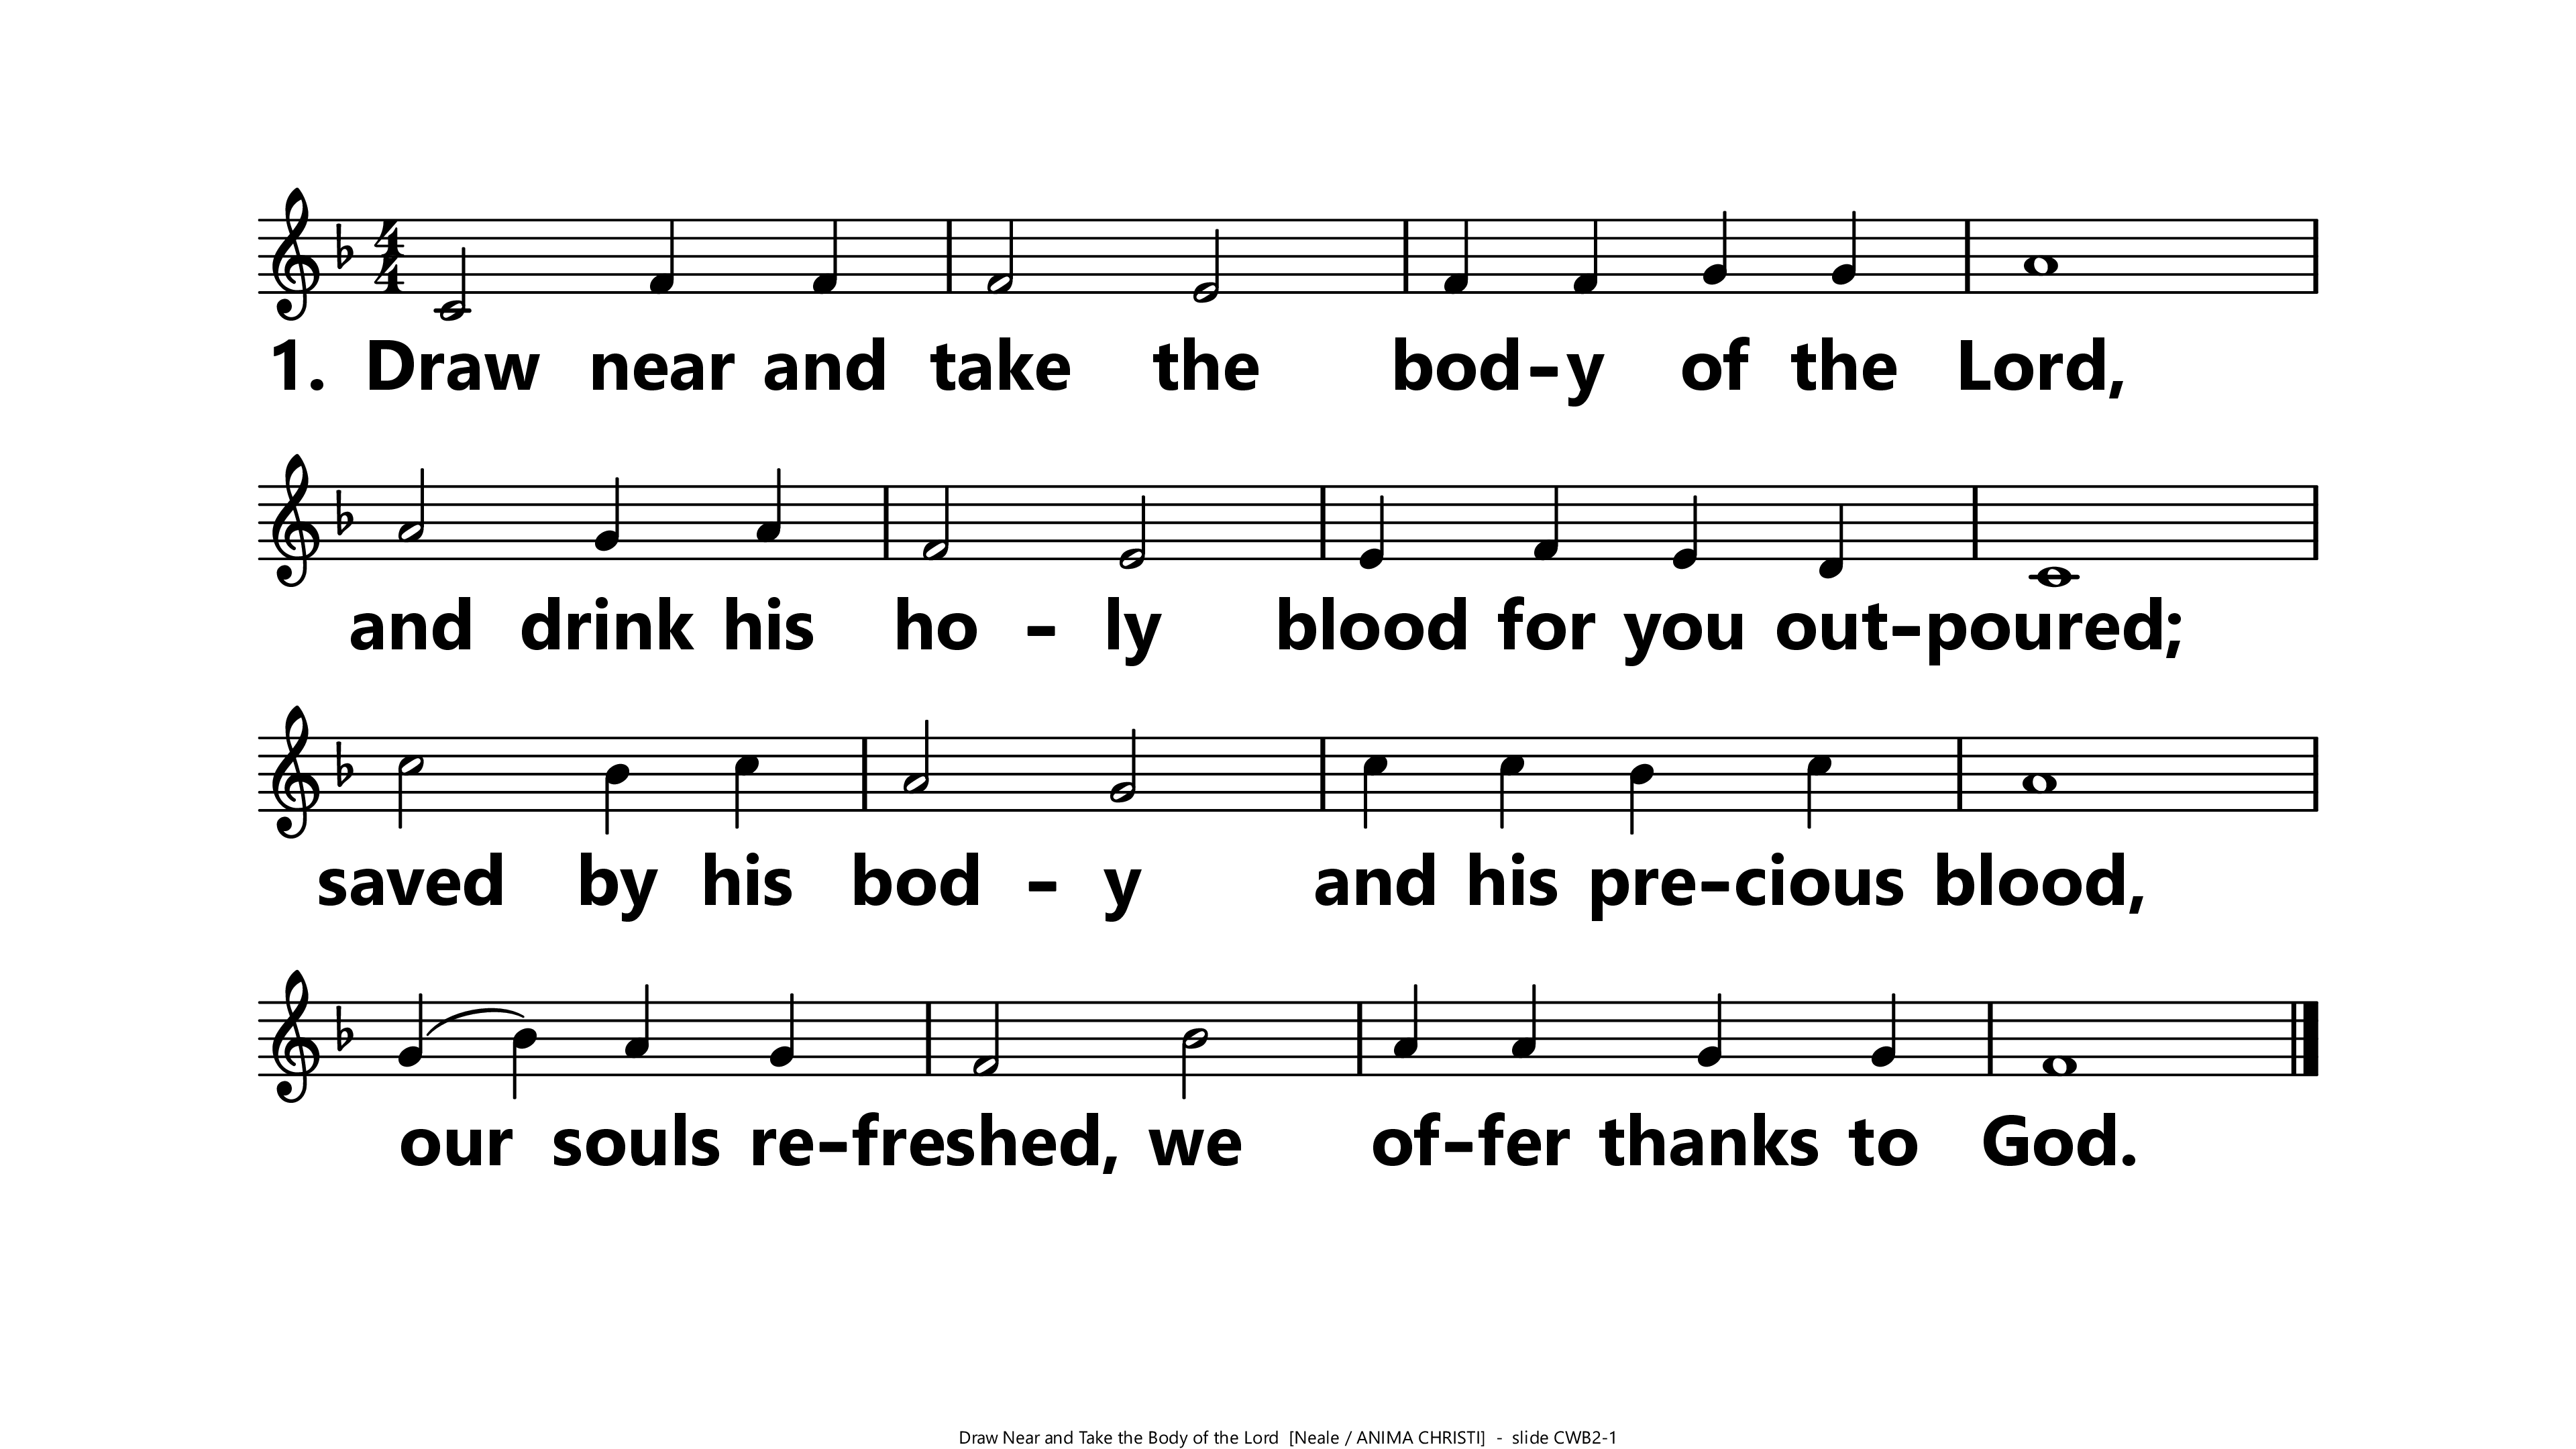 1. Draw near and take the bod-y of the Lord,
and drink his ho - ly blood for you out-poured;
saved by his bod - y and his pre-cious blood,
our souls re-freshed, we of-fer thanks to God.
Draw Near and Take the Body of the Lord [Neale / ANIMA CHRISTI] - slide CWB2-1